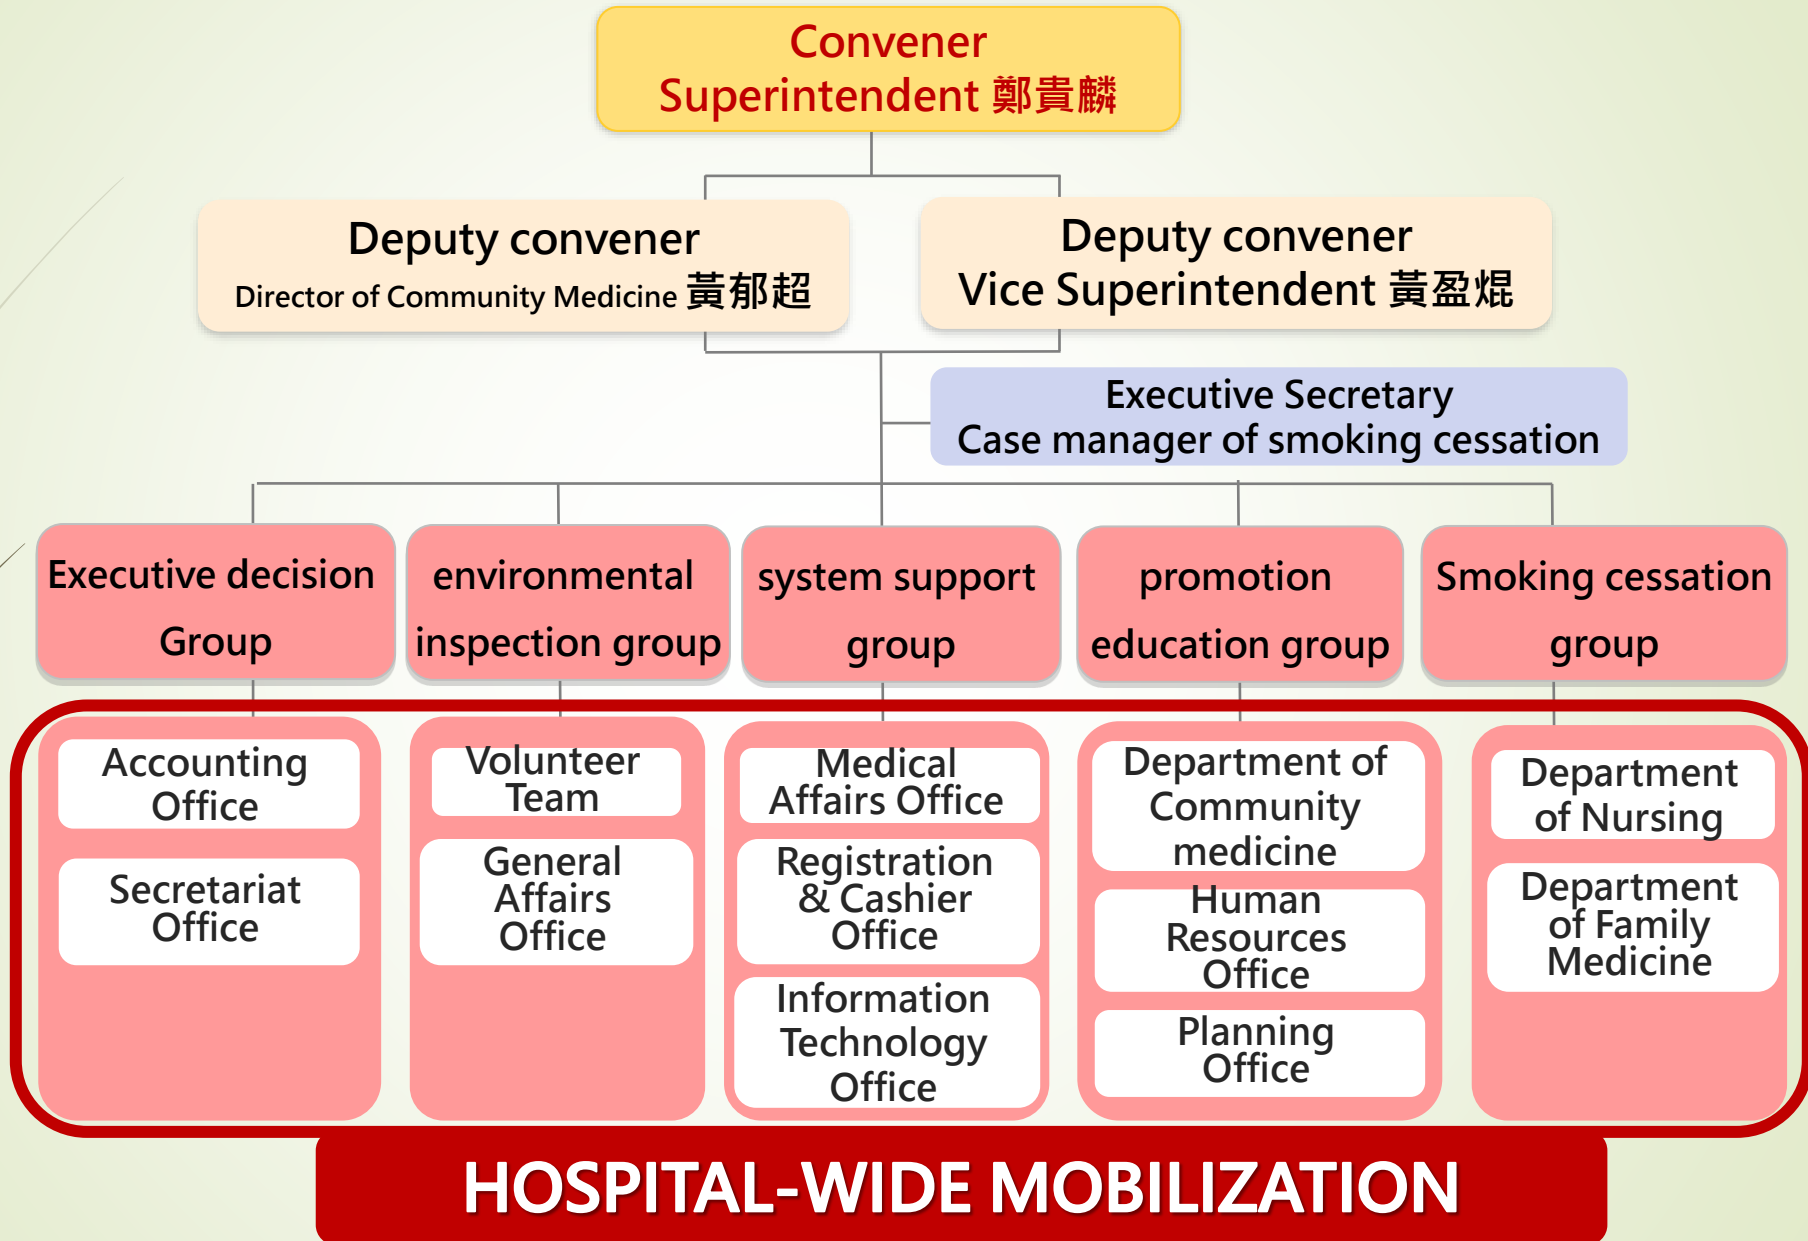 Convener
Superintendent 鄭貴麟
Deputy convener
Director of Community Medicine 黃郁超
Deputy convener
Vice Superintendent 黃盈焜
Executive Secretary
Case manager of smoking cessation
Executive decision
Group
environmental
inspection group
system support
group
promotion
education group
Smoking cessation
group
Accounting
Office
Secretariat
Office
Volunteer
Team
General
Affairs
Office
Medical
Affairs Office
Registration
& Cashier
Office
Information
Technology
Office
Department of
Community
medicine
Human
Resources
Office
Planning
Office
Department
of Nursing
Department
of Family
Medicine
HOSPITAL-WIDE MOBILIZATION